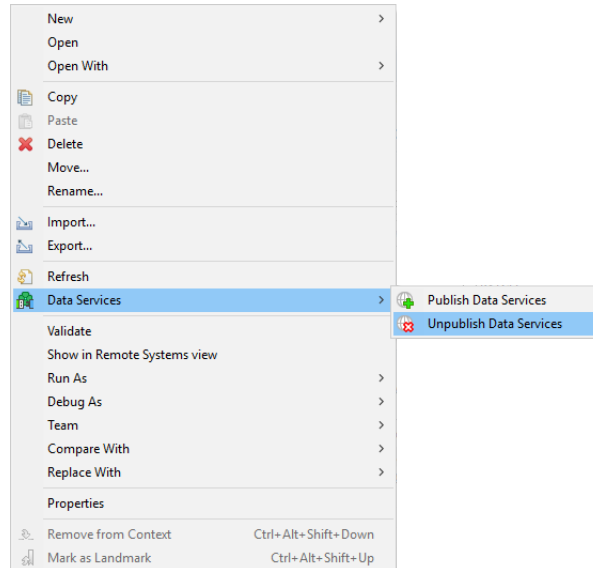 New
Open
Open With
Copy
Paste
Delete
Move...
Rename...
Import...
Export...
Refresh
Data Services
Publish Data Services
Unpublish Data Services
Validate
Show in Remote Systems view
Run As
Debug As
Team
Compare With
Replace With
Properties
Remove from Context Ctrl+Alt+Shift+Down
Mark as Landmark Ctrl+Alt+Shift+Up